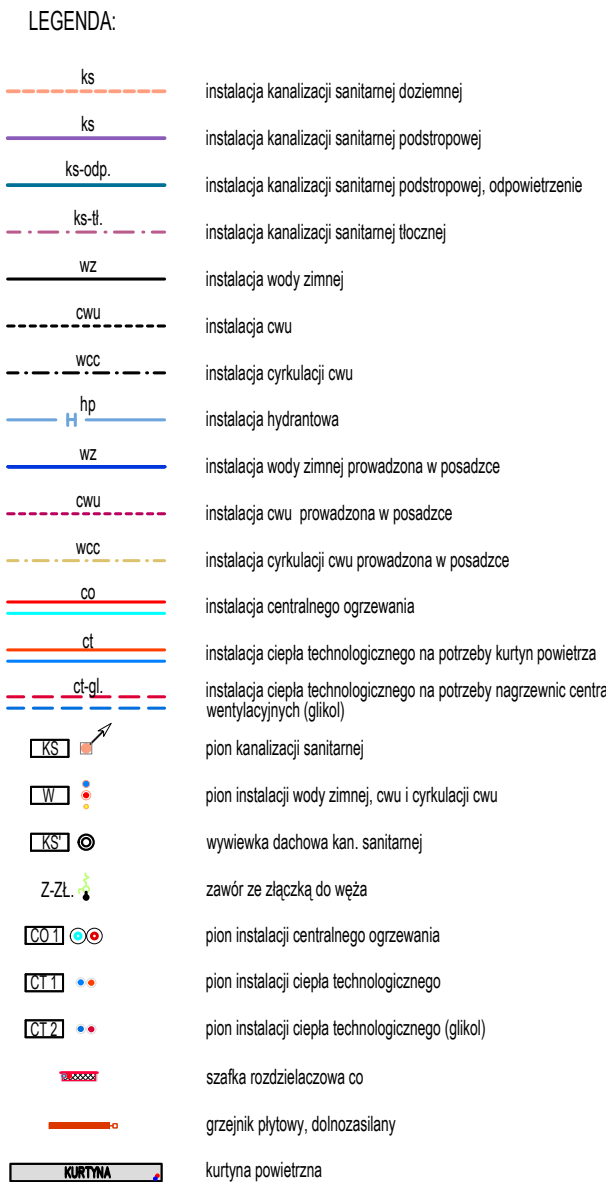 LEGENDA:
ks
instalacja kanalizacji sanitarnej doziemnej
ks
instalacja kanalizacji sanitarnej podstropowej
ks-odp.
instalacja kanalizacji sanitarnej podstropowej, odpowietrzenie
ks-tł.
instalacja kanalizacji sanitarnej tłocznej
wz
instalacja wody zimnej
cwu
instalacja cwu
wcc
instalacja cyrkulacji cwu
hp
H
instalacja hydrantowa
wz
instalacja wody zimnej prowadzona w posadzce
cwu
instalacja cwu prowadzona w posadzce
wcc
instalacja cyrkulacji cwu prowadzona w posadzce
co
instalacja centralnego ogrzewania
ct
instalacja ciepła technologicznego na potrzeby kurtyn powietrza
ct-gl.
instalacja ciepła technologicznego na potrzeby nagrzewnic centra
wentylacyjnych (glikol)
KS
pion kanalizacji sanitarnej
W
pion instalacji wody zimnej, cwu i cyrkulacji cwu
KS'
wywiewka dachowa kan. sanitarnej
Z-ZŁ.
zawór ze złączką do węża
CO 1
pion instalacji centralnego ogrzewania
CT 1
pion instalacji ciepła technologicznego
CT 2
pion instalacji ciepła technologicznego (glikol)
szafka rozdzielaczowa co
grzejnik płytowy, dolnozasilany
KURTYNA
kurtyna powietrzna